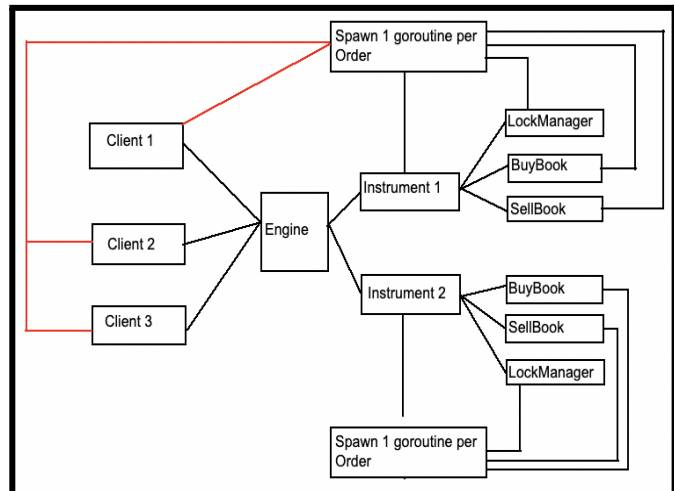 Spawn 1 goroutine per
Order
LockManager
Client 1
BuyBook
Instrument 1
SellBook
Engine
Client 2
BuyBook
Instrument 2
SellBook
Client 3
LockManager
Spawn 1 goroutine per
Order